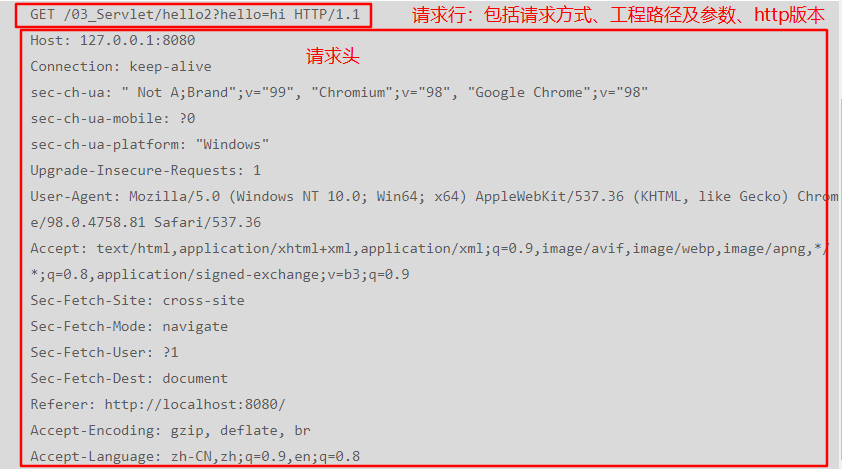 GET /03_Servlet/hello2?hello=hi HTTP/1.1 请求行：包括请求方式、工程路径及参数、http版本
Host: 127.0.0.1:8080
请求头
Connection: keep-alive
sec-ch-ua: " Not A;Brand";v="99", "Chromium";v="98", "Google Chrome";v="98"
sec-ch-ua-mobile: ?0
sec-ch-ua-platform: "Windows"
Upgrade-Insecure-Requests: 1
User-Agent: Mozilla/5.0 (Windows NT 10.0; Win64; x64) AppleWebKit/537.36 (KHTML, like Gecko) Chrom
e/98.0.4758.81 Safari/537.36
Accept: text/html,application/xhtml+xml,application/xml;q=0.9,image/avif,image/webp,image/apng,*/
*;q=0.8,application/signed-exchange;v=b3;q=0.9
Sec-Fetch-Site: cross-site
Sec-Fetch-Mode: navigate
Sec-Fetch-User: ?1
Sec-Fetch-Dest: document
Referer: http://localhost:8080/
Accept-Encoding: gzip, deflate, br
Accept-Language: zh-CN,zh;q=0.9,en;q=0.8